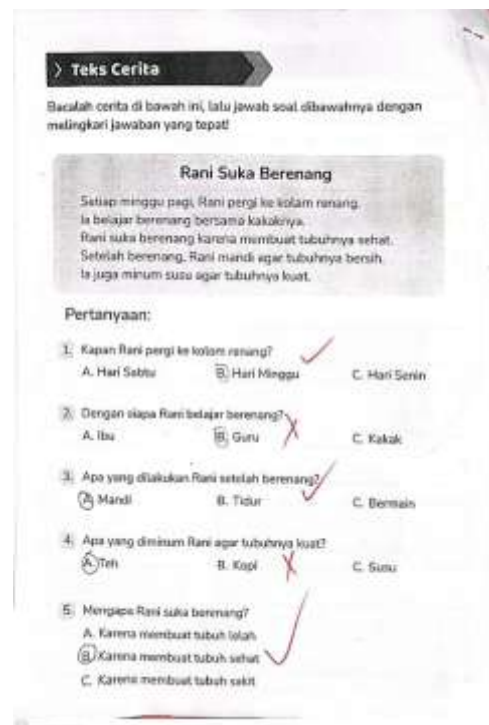 Teks Cerita
Bacalah cerita di bawah ini, lalu jawab soal dibawahnya dengan
melingkari jawaban yang tepat!
Rani Suka Berenang
Setiap minggu pagi, Rani pergi ke kolam renang.
Ia belajar berenang bersama kakaknya.
Rani suka berenang karena membuat tubuhnya sehat.
Setelah berenang, Rani mandi agar tubuhnya bersih.
Ia juga minum susu agar tubuhnya kuat.
Pertanyaan:
1. Kapan Rani pergi ke kolam renang?
A. Hari Sabtu B. Hari Minggu C. Hari Senin
2. Dengan siapa Rani belajar berenang?
A. Ibu B. Guru C. Kakak
3. Apa yang dilakukan Rani setelah berenang?
A. Mandi B. Tidur C. Bermain
4. Apa yang diminum Rani agar tubuhnya kuat?
A. Teh B. Kopi C. Susu
5. Mengapa Rani suka berenang?
A. Karena membuat tubuh lelah
B. Karena membuat tubuh sehat
C. Karena membuat tubuh sakit